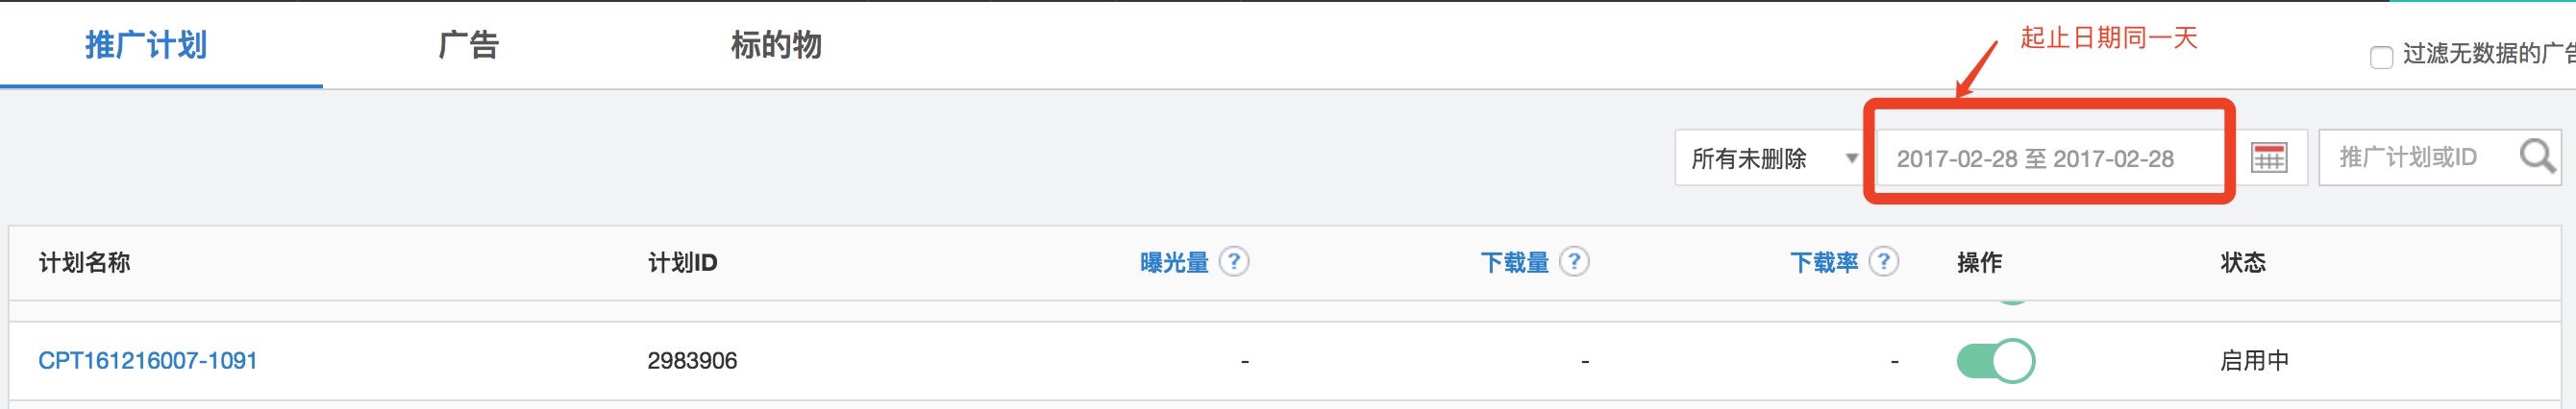 推广计划 广告 标的物 起止日期同一天 过滤无数据的广告
所有未删除 2017-02-28 至 2017-02-28 推广计划或ID
计划名称 计划ID 曝光量 ? 下载量 ? 下载率 ? 操作 状态
CPT161216007-1091 2983906 - - - 启用中